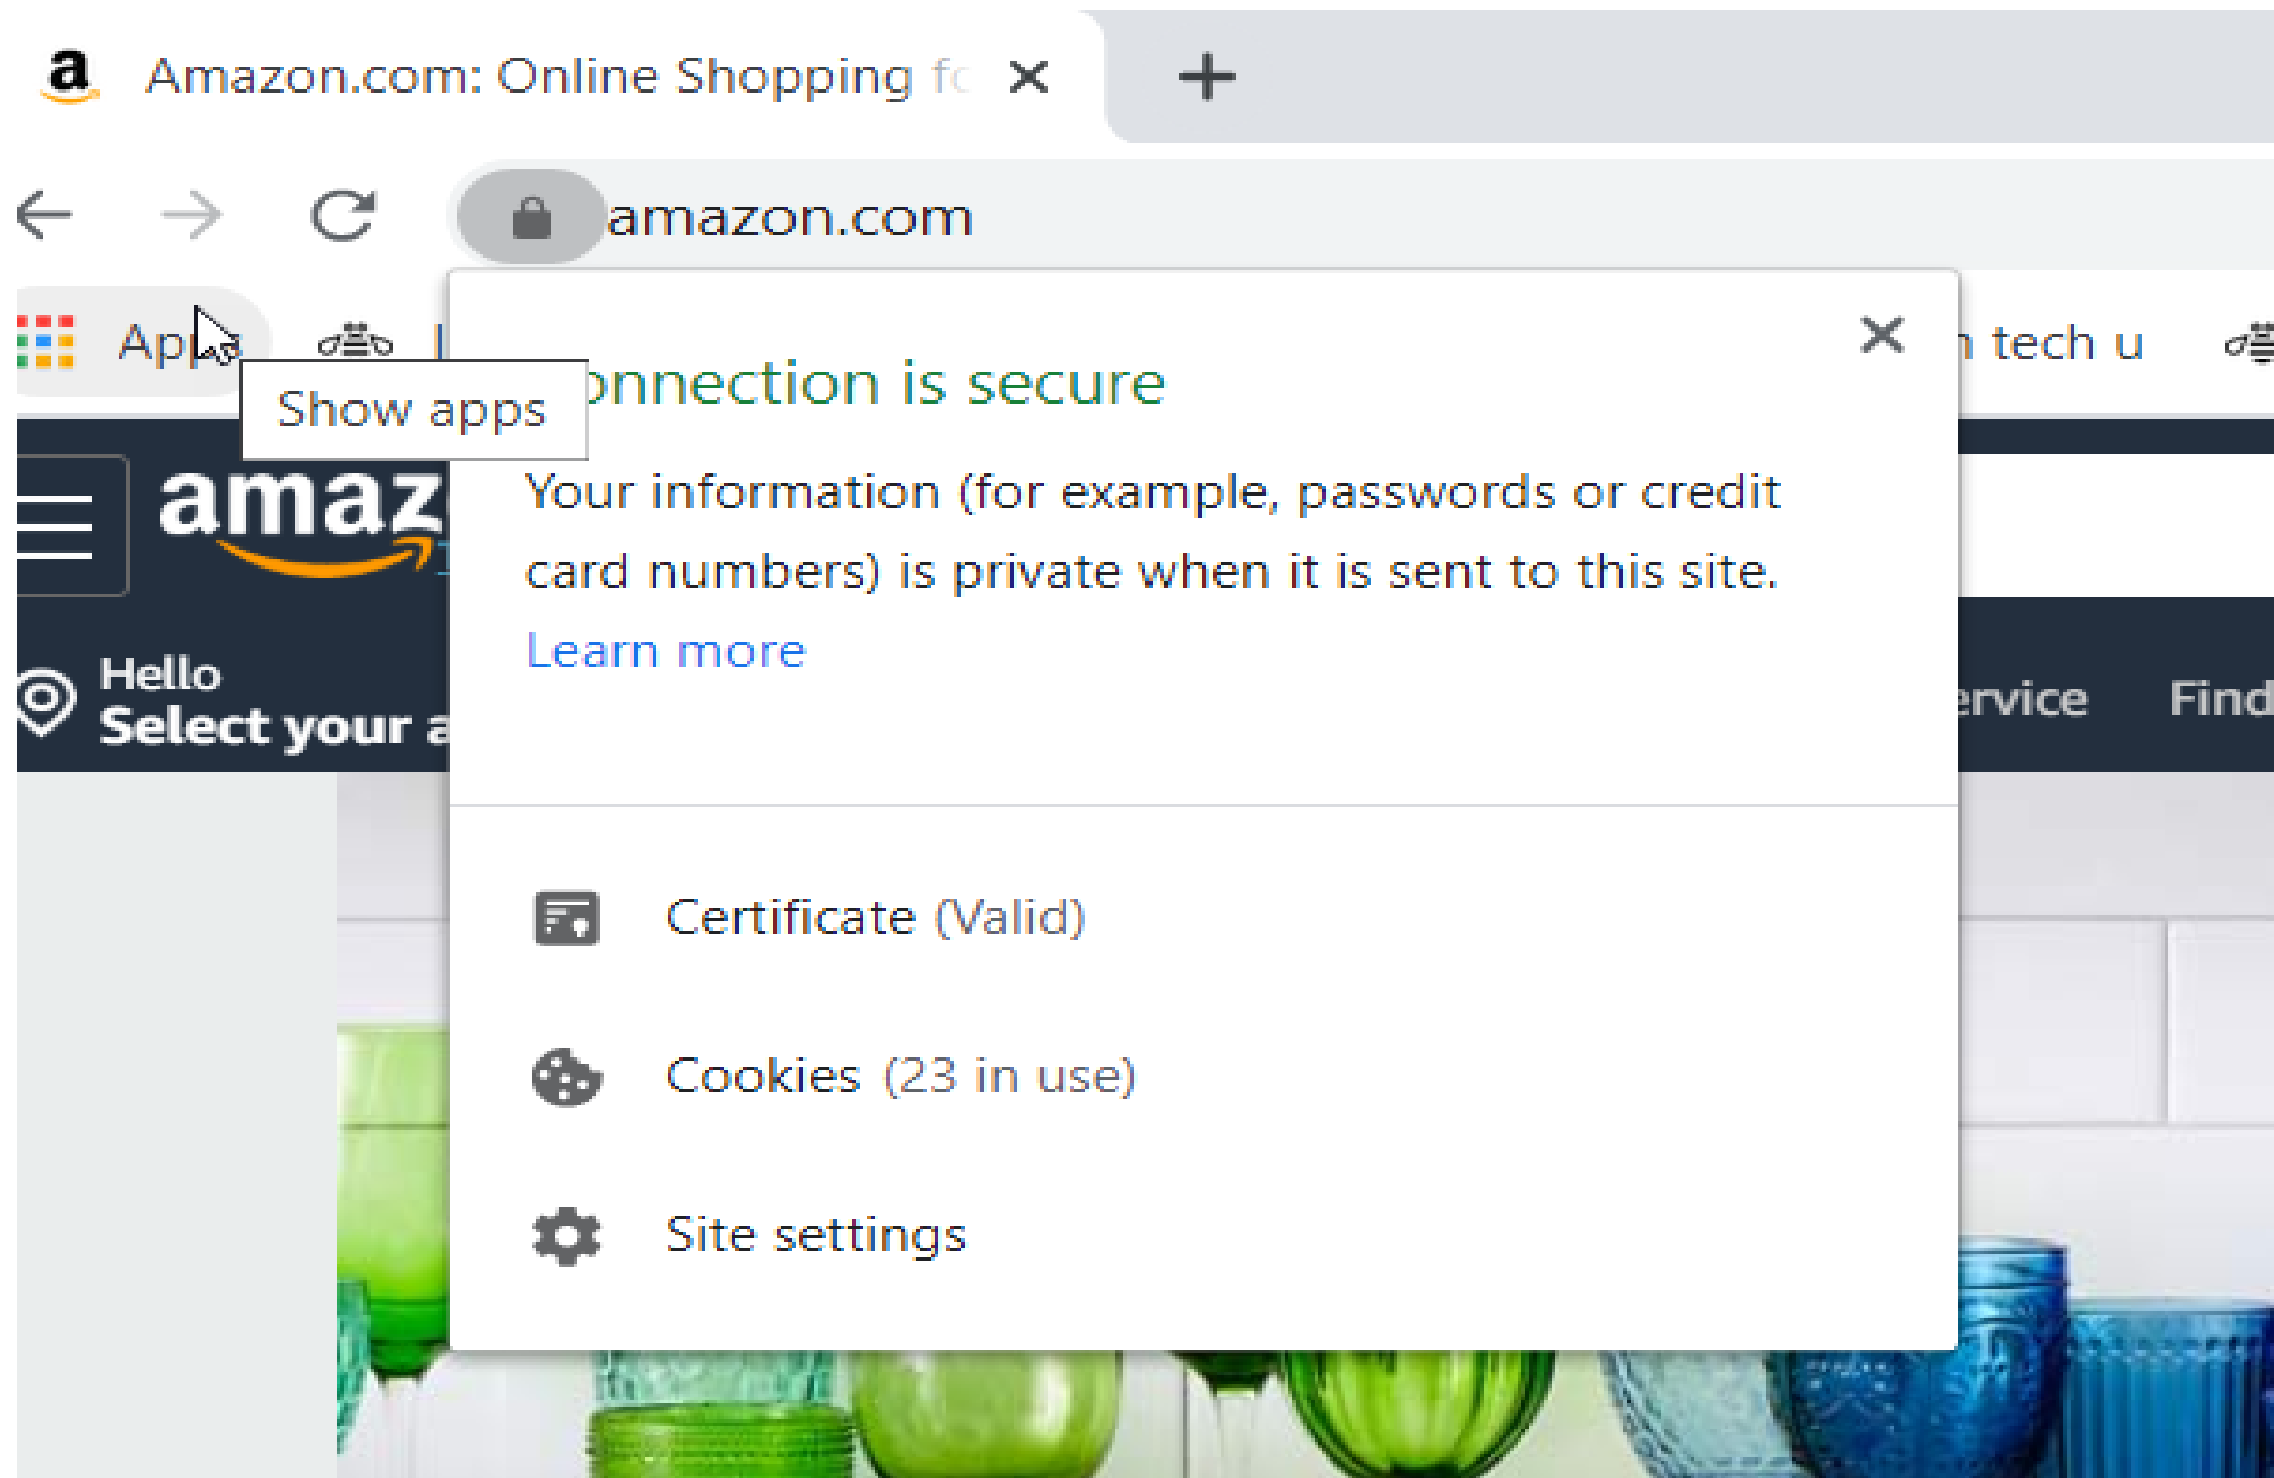 a Amazon.com: Online Shopping fo
amazon.com
Apps
tech u
Show apps
onnection is secure
amaz
Your information (for example, passwords or credit
card numbers) is private when it is sent to this site.
Learn more
Hello
Select your a
ervice Find
Certificate (Valid)
Cookies (23 in use)
Site settings